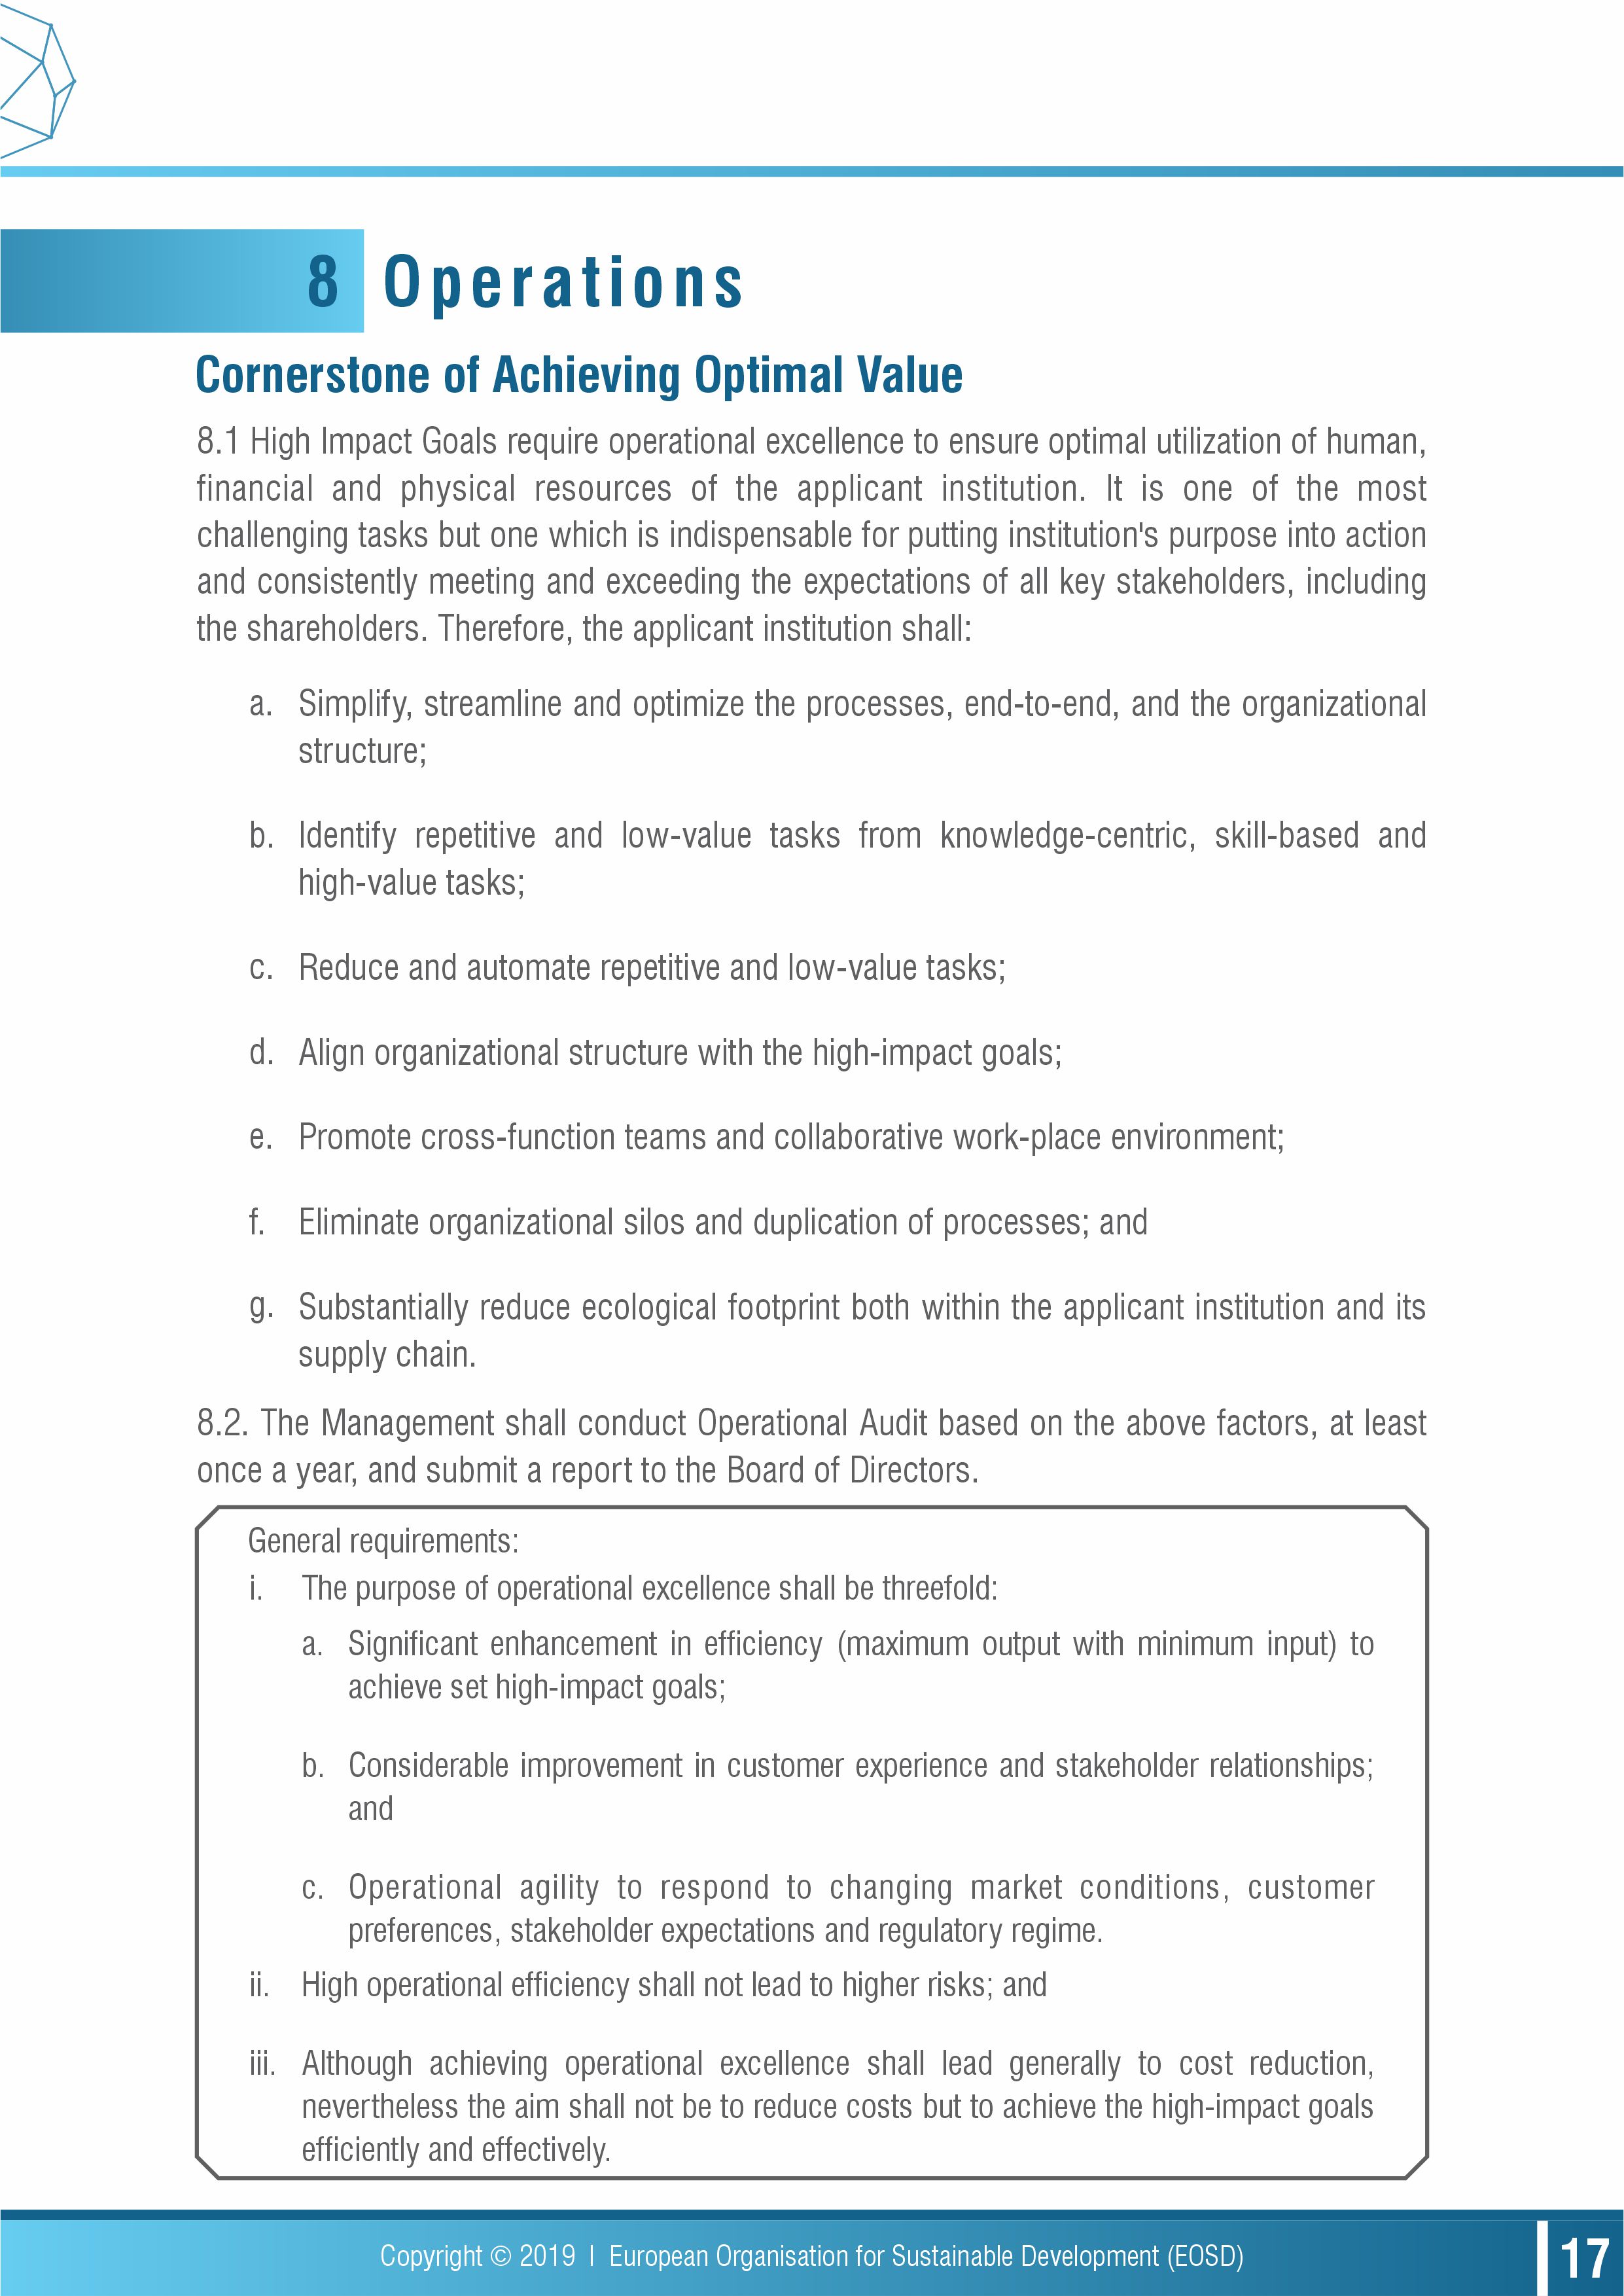 8 Operations
Cornerstone of Achieving Optimal Value
8.1 High Impact Goals require operational excellence to ensure optimal utilization of human,
financial and physical resources of the applicant institution. It is one of the most
challenging tasks but one which is indispensable for putting institution's purpose into action
and consistently meeting and exceeding the expectations of all key stakeholders, including
the shareholders. Therefore, the applicant institution shall:
a. Simplify, streamline and optimize the processes, end-to-end, and the organizational
structure;
b. Identify repetitive and low-value tasks from knowledge-centric, skill-based and
high-value tasks;
c. Reduce and automate repetitive and low-value tasks;
d. Align organizational structure with the high-impact goals;
e. Promote cross-function teams and collaborative work-place environment;
f. Eliminate organizational silos and duplication of processes; and
g. Substantially reduce ecological footprint both within the applicant institution and its
supply chain.
8.2. The Management shall conduct Operational Audit based on the above factors, at least
once a year, and submit a report to the Board of Directors.
General requirements:
i. The purpose of operational excellence shall be threefold:
a. Significant enhancement in efficiency (maximum output with minimum input) to
achieve set high-impact goals;
b. Considerable improvement in customer experience and stakeholder relationships;
and
c. Operational agility to respond to changing market conditions, customer
preferences, stakeholder expectations and regulatory regime.
ii. High operational efficiency shall not lead to higher risks; and
iii. Although achieving operational excellence shall lead generally to cost reduction,
nevertheless the aim shall not be to reduce costs but to achieve the high-impact goals
efficiently and effectively.
Copyright © 2019 | European Organisation for Sustainable Development (EOSD)
17